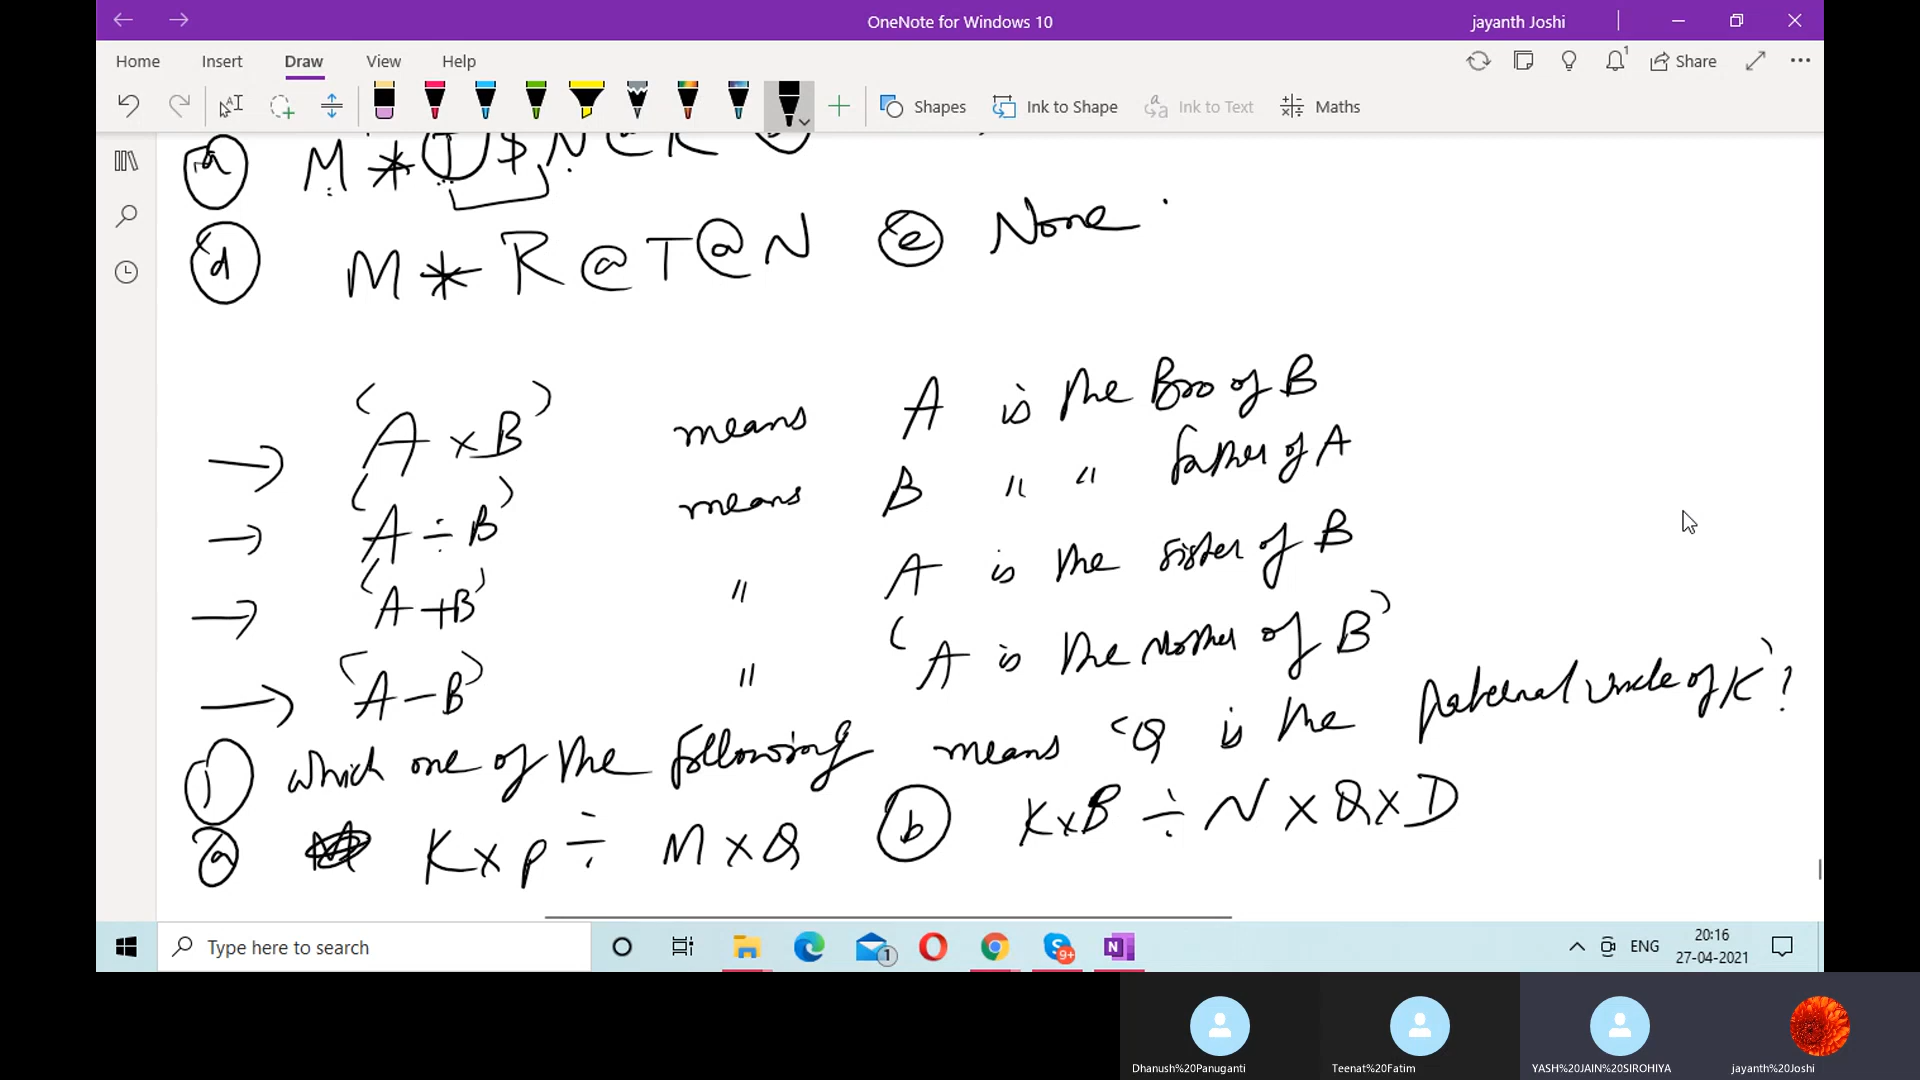 OneNote for Windows 10
jayanth Joshi
Home Insert Draw View Help
1
Share
Shapes Ink to Shape Ink to Text Maths
a M * D $ N @ K
d M * R @ T @ N e None .
→ 'A × B' means A is the Bro of B
→ 'A ÷ B' means B " " father of A
→ 'A + B' " A is the sister of B
→ 'A − B' " 'A is the Mother of B'
1 which one of the following means 'Q is the paternal uncle of K'?
a K × P ÷ M × Q b K × B ÷ N × Q × D
Type here to search
1
9+
ENG
20:16
27-04-2021
Dhanush%20Panuganti
Teenat%20Fatim
YASH%20JAIN%20SIROHIYA
jayanth%20Joshi